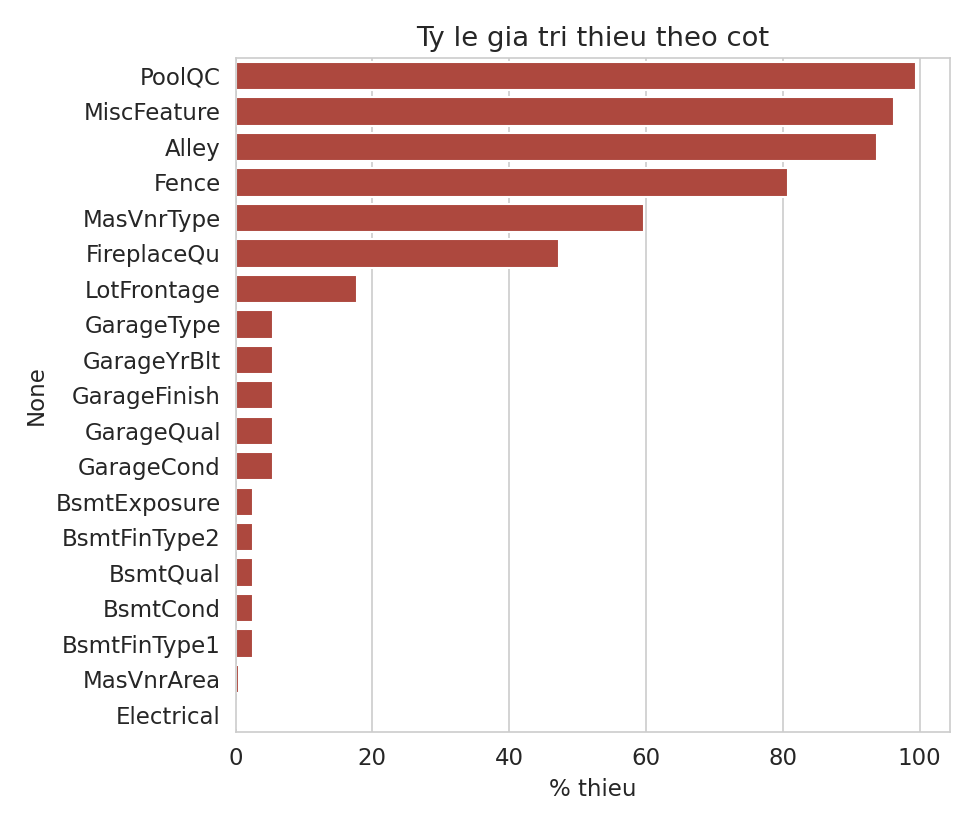 Ty le gia tri thieu theo cot
PoolQC
MiscFeature
Alley
Fence
MasVnrType
FireplaceQu
LotFrontage
GarageType
GarageYrBlt
GarageFinish
GarageQual
GarageCond
BsmtExposure
BsmtFinType2
BsmtQual
BsmtCond
BsmtFinType1
MasVnrArea
Electrical
None
0 20 40 60 80 100
% thieu